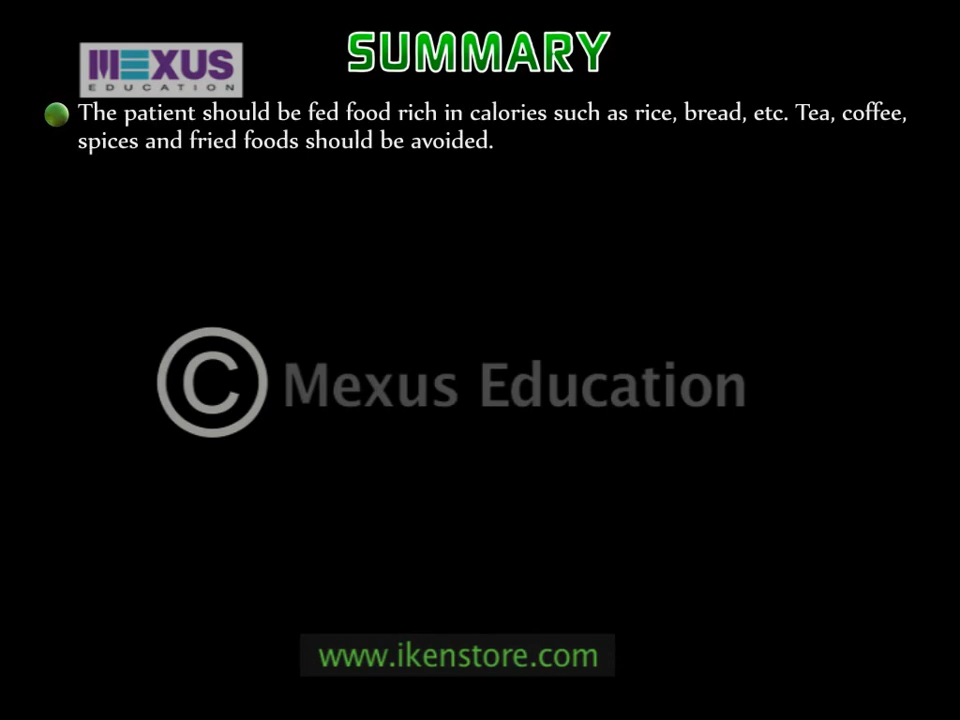 SUMMARY
MEXUS
EDUCATION
The patient should be fed food rich in calories such as rice, bread, etc. Tea, coffee,
spices and fried foods should be avoided.
© Mexus Education
www.ikenstore.com